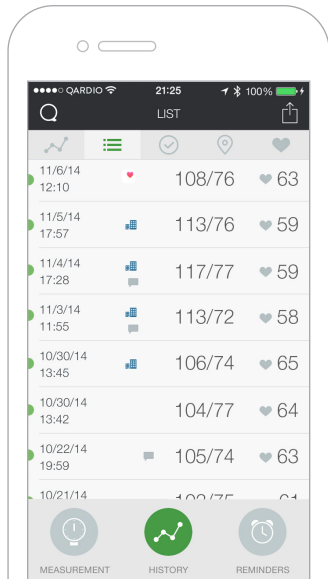 QARDIO 21:25 100%
LIST
11/6/14
12:10 108/76 63
11/5/14
17:57 113/76 59
11/4/14
17:28 117/77 59
11/3/14
11:55 113/72 58
10/30/14
13:45 106/74 65
10/30/14
13:42 104/77 64
10/22/14
19:59 105/74 63
10/21/14
MEASUREMENT HISTORY REMINDERS